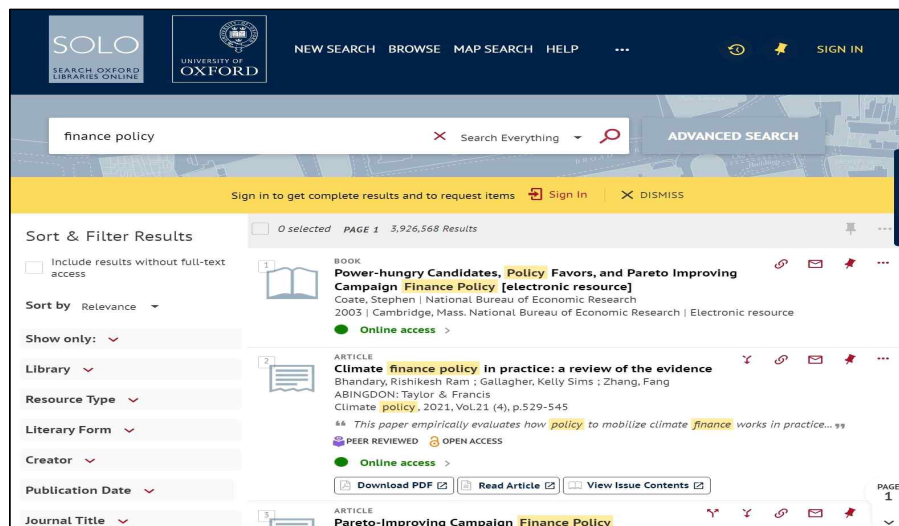 SOLO
SEARCH OXFORD
LIBRARIES ONLINE
UNIVERSITY OF
OXFORD
NEW SEARCH BROWSE MAP SEARCH HELP ...
SIGN IN
finance policy
Search Everything
ADVANCED SEARCH
Sign in to get complete results and to request items Sign In DISMISS
Sort & Filter Results
Include results without full-text
access
Sort by Relevance
Show only:
Library
Resource Type
Literary Form
Creator
Publication Date
Journal Title
0 selected PAGE 1 3,926,568 Results
1
BOOK
Power-hungry Candidates, Policy Favors, and Pareto Improving
Campaign Finance Policy [electronic resource]
Coate, Stephen | National Bureau of Economic Research
2003 | Cambridge, Mass. National Bureau of Economic Research | Electronic resource
Online access >
2
ARTICLE
Climate finance policy in practice: a review of the evidence
Bhandary, Rishikesh Ram ; Gallagher, Kelly Sims ; Zhang, Fang
ABINGDON: Taylor & Francis
Climate policy, 2021, Vol.21 (4), p.529-545
“ This paper empirically evaluates how policy to mobilize climate finance works in practice... ”
PEER REVIEWED OPEN ACCESS
Online access >
Download PDF Read Article View Issue Contents
3
ARTICLE
Pareto-Improving Campaign Finance Policy
PAGE
1